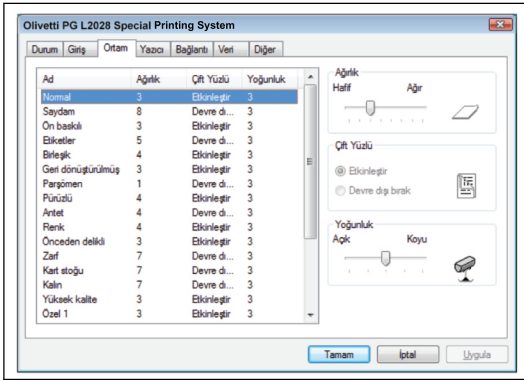 Olivetti PG L2028 Special Printing System
Durum Giriş Ortam Yazıcı Bağlantı Veri Diğer
Ad Ağırlık Çift Yüzlü Yoğunluk
Normal 3 Etkinleştir 3
Saydam 8 Devre dı... 3
Ön baskılı 3 Etkinleştir 3
Etiketler 5 Devre dı... 3
Birleşik 4 Etkinleştir 3
Geri dönüştürülmüş 3 Etkinleştir 3
Parşömen 1 Devre dı... 3
Pürüzlü 4 Etkinleştir 3
Antet 4 Etkinleştir 3
Renk 4 Etkinleştir 3
Önceden delikli 3 Etkinleştir 3
Zarf 7 Devre dı... 3
Kart stoğu 7 Devre dı... 3
Kalın 7 Devre dı... 3
Yüksek kalite 3 Etkinleştir 3
Özel 1 3 Etkinleştir 3
Ağırlık
Hafif Ağır
Çift Yüzlü
Etkinleştir
Devre dışı bırak
Yoğunluk
Açık Koyu
Tamam İptal Uygula